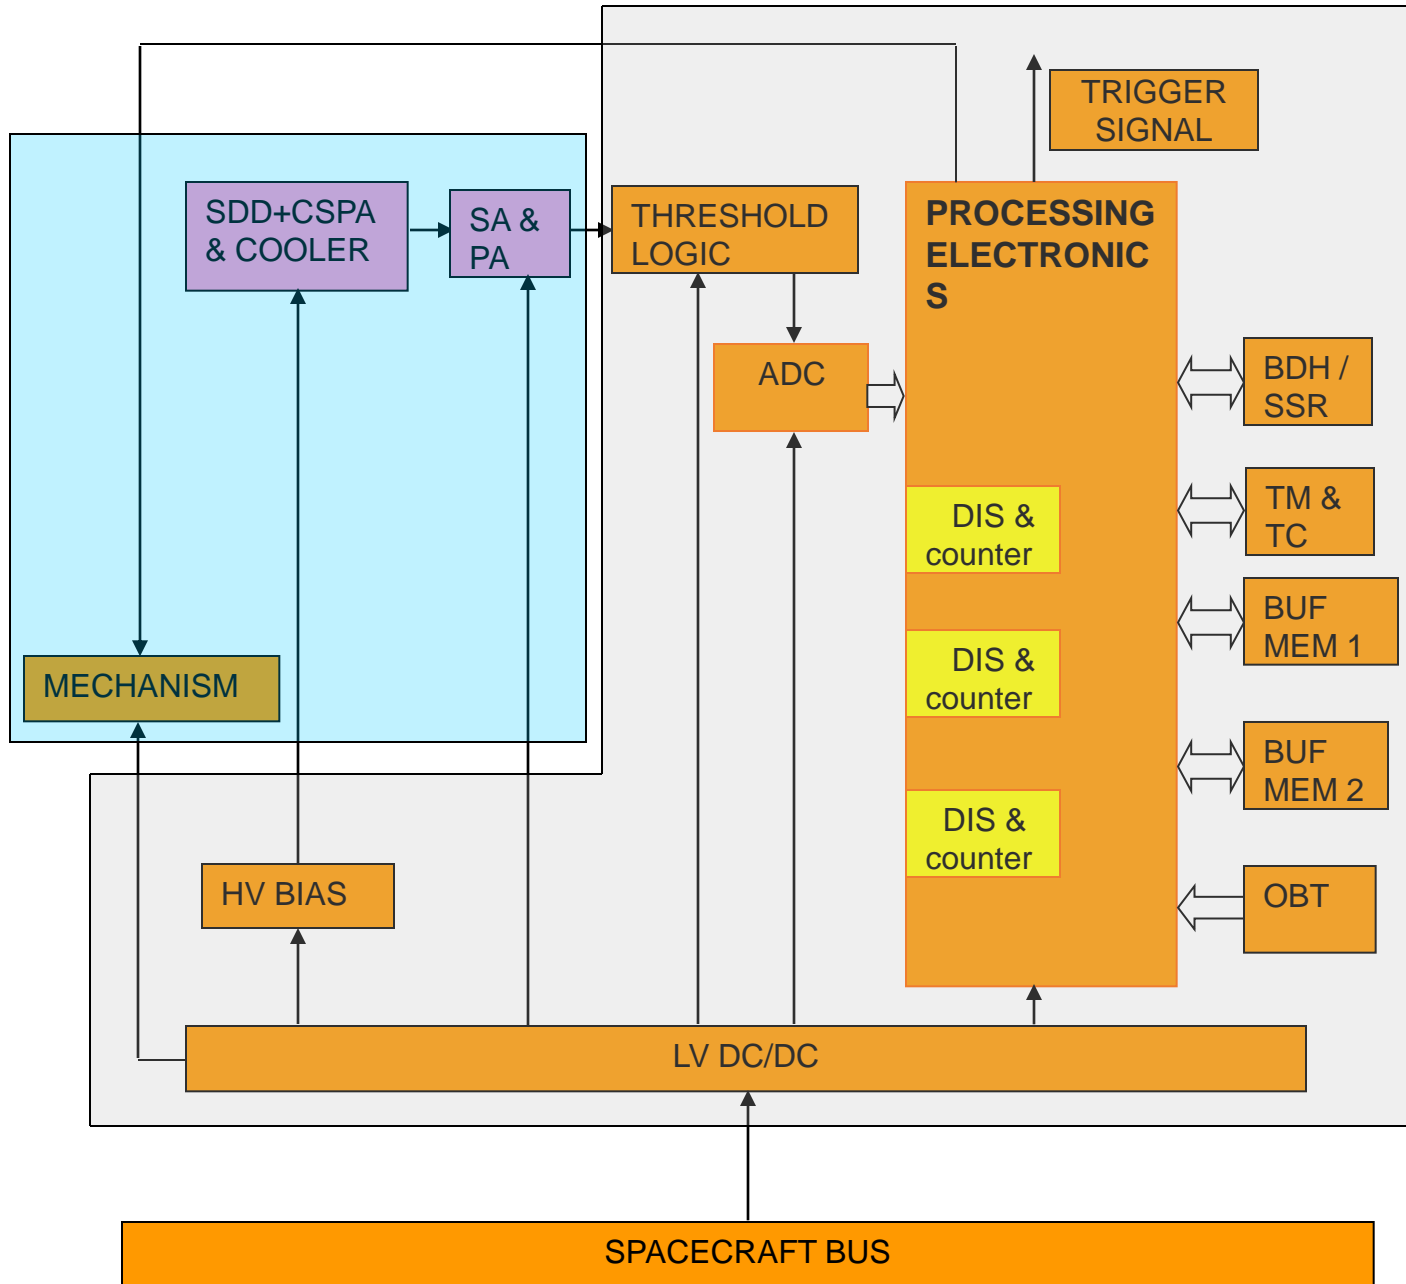 TRIGGER
SIGNAL
SDD+CSPA
& COOLER
SA &
PA
THRESHOLD
LOGIC
PROCESSING
ELECTRONIC
S
ADC
BDH /
SSR
DIS &
counter
TM &
TC
BUF
MEM 1
DIS &
counter
MECHANISM
BUF
MEM 2
DIS &
counter
HV BIAS
OBT
LV DC/DC
SPACECRAFT BUS